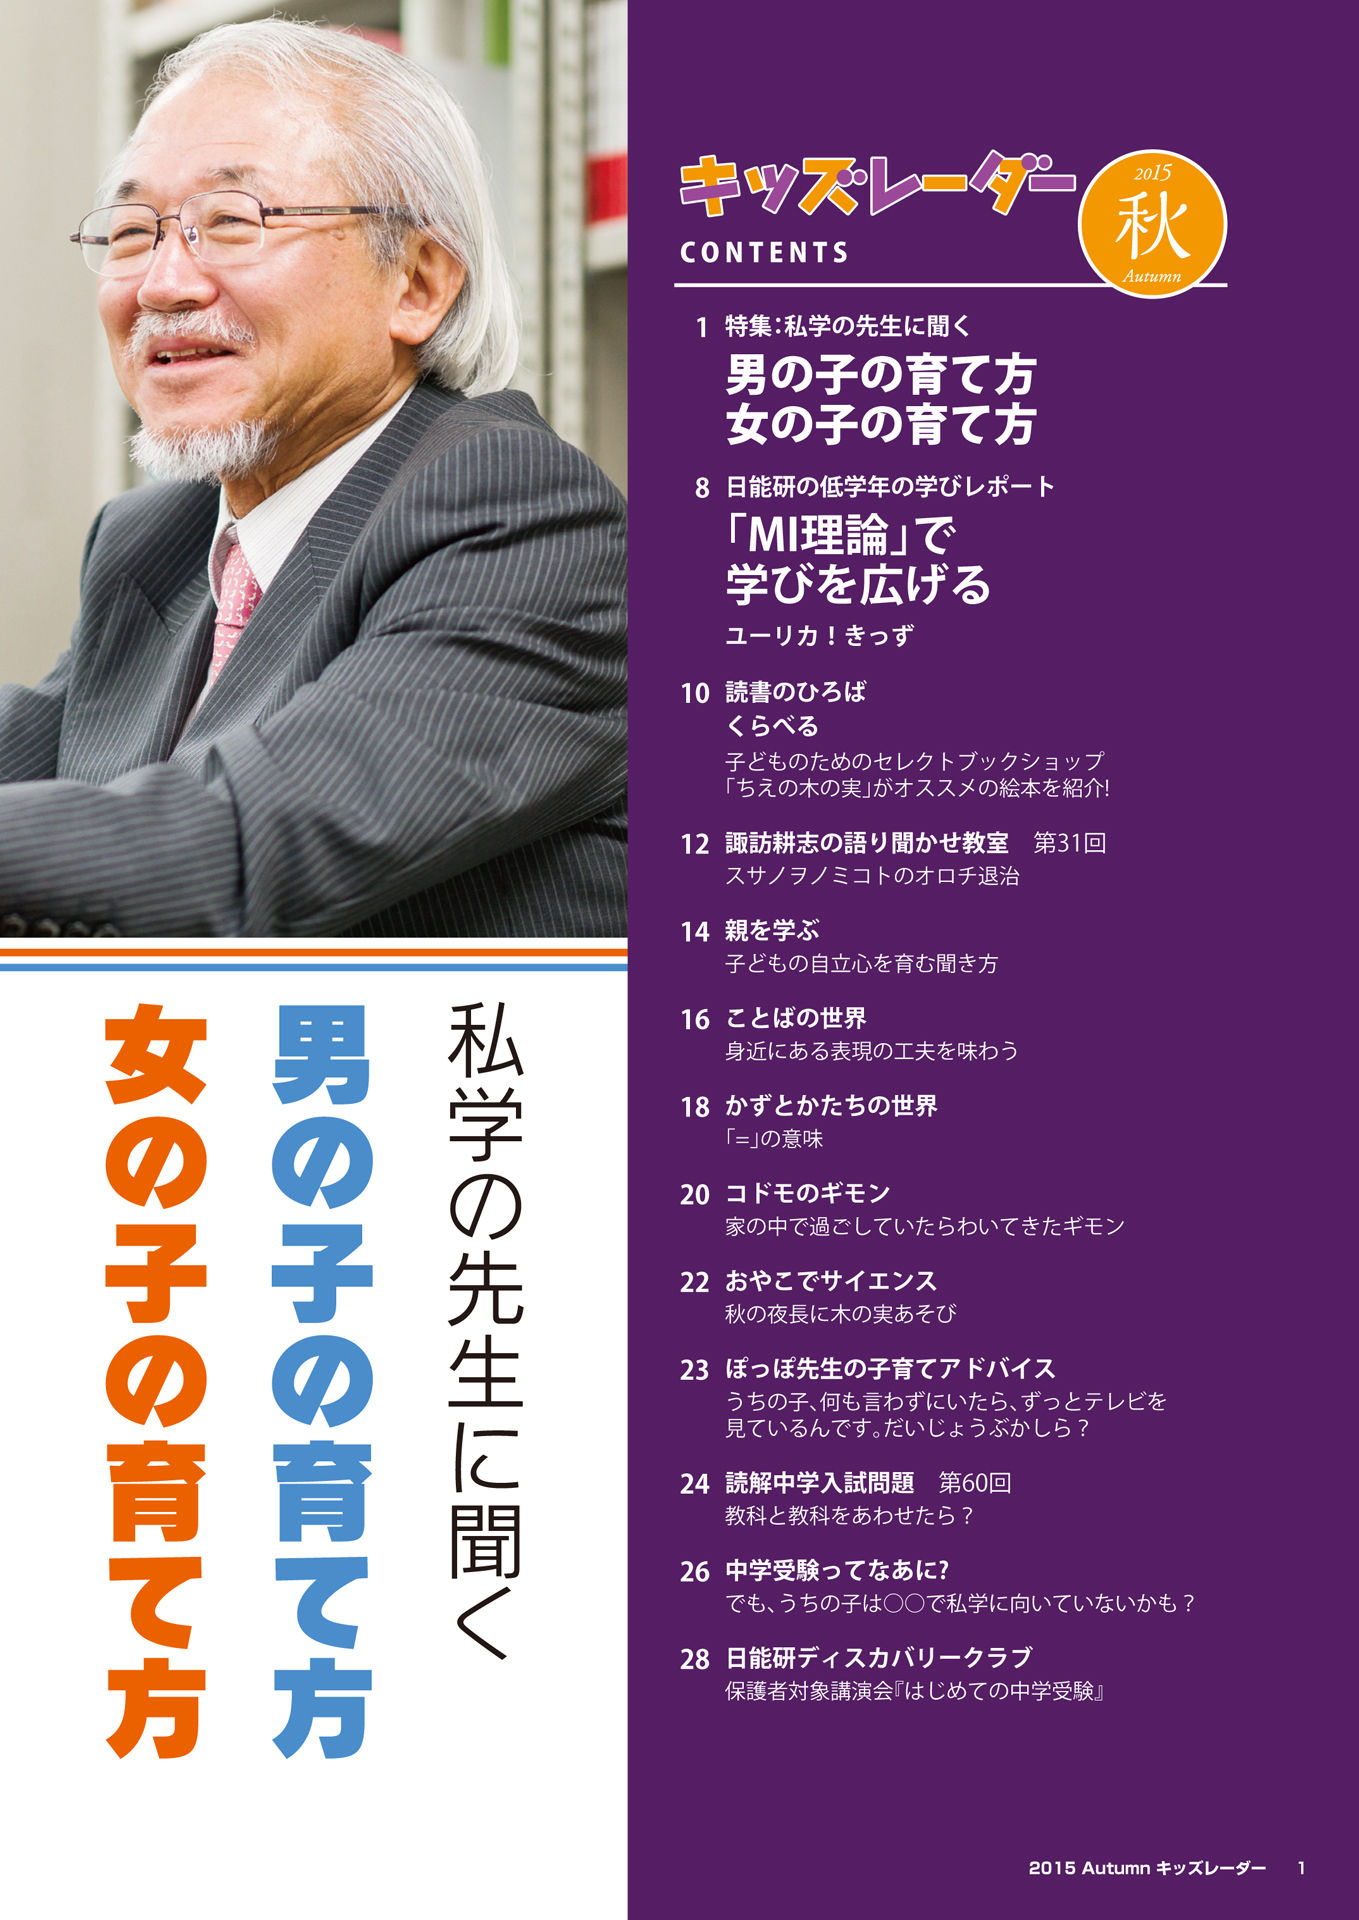 キッズレーダー
2015
秋
Autumn
CONTENTS
1 特集：私学の先生に聞く
男の子の育て方
女の子の育て方
8 日能研の低学年の学びレポート
「MI理論」で
学びを広げる
ユーリカ！きっず
10 読書のひろば
くらべる
子どものためのセレクトブックショップ
「ちえの木の実」がオススメの絵本を紹介!
12 諏訪耕志の語り聞かせ教室　第31回
スサノヲノミコトのオロチ退治
14 親を学ぶ
子どもの自立心を育む聞き方
16 ことばの世界
身近にある表現の工夫を味わう
18 かずとかたちの世界
「=」の意味
20 コドモのギモン
家の中で過ごしていたらわいてきたギモン
22 おやこでサイエンス
秋の夜長に木の実あそび
23 ぽっぽ先生の子育てアドバイス
うちの子、何も言わずにいたら、ずっとテレビを
見ているんです。だいじょうぶかしら？
24 読解中学入試問題　第60回
教科と教科をあわせたら？
26 中学受験ってなあに?
でも、うちの子は○○で私学に向いていないかも？
28 日能研ディスカバリークラブ
保護者対象講演会『はじめての中学受験』
私学の先生に聞く
男の子の育て方
女の子の育て方
2015 Autumn キッズレーダー 1